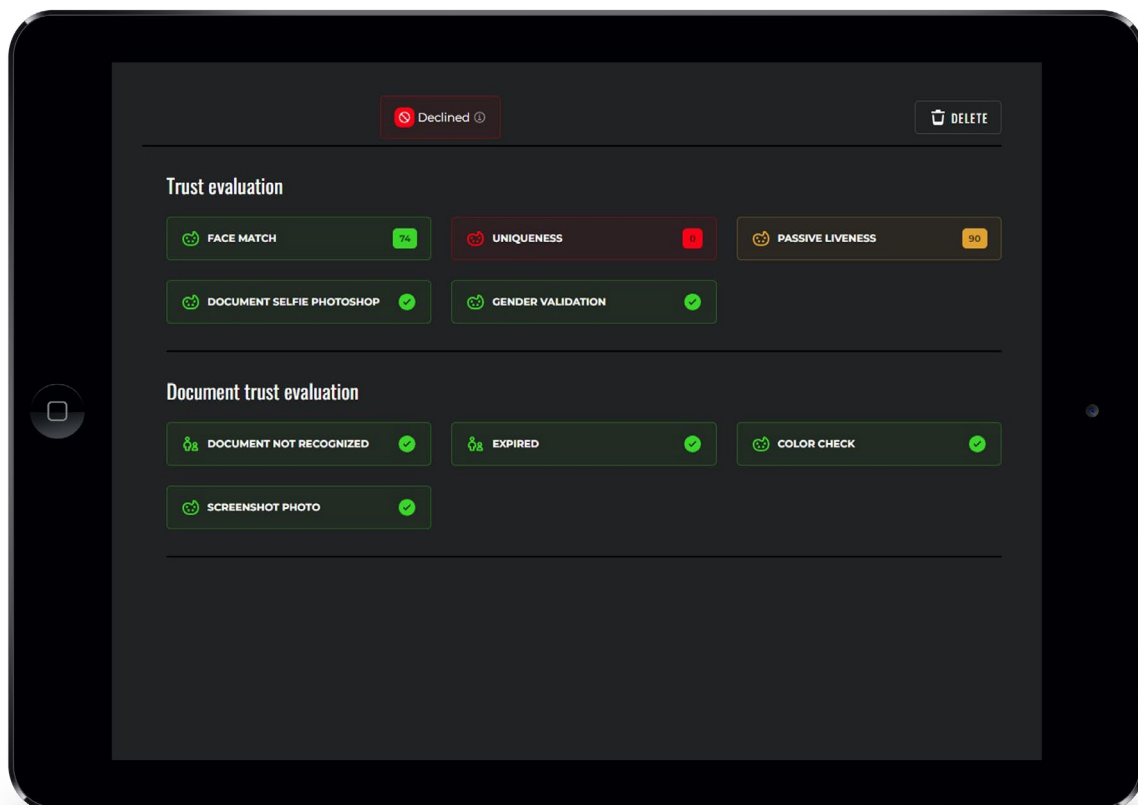 Declined
DELETE
Trust evaluation
FACE MATCH 74
UNIQUENESS 0
PASSIVE LIVENESS 90
DOCUMENT SELFIE PHOTOSHOP
GENDER VALIDATION
Document trust evaluation
DOCUMENT NOT RECOGNIZED
EXPIRED
COLOR CHECK
SCREENSHOT PHOTO